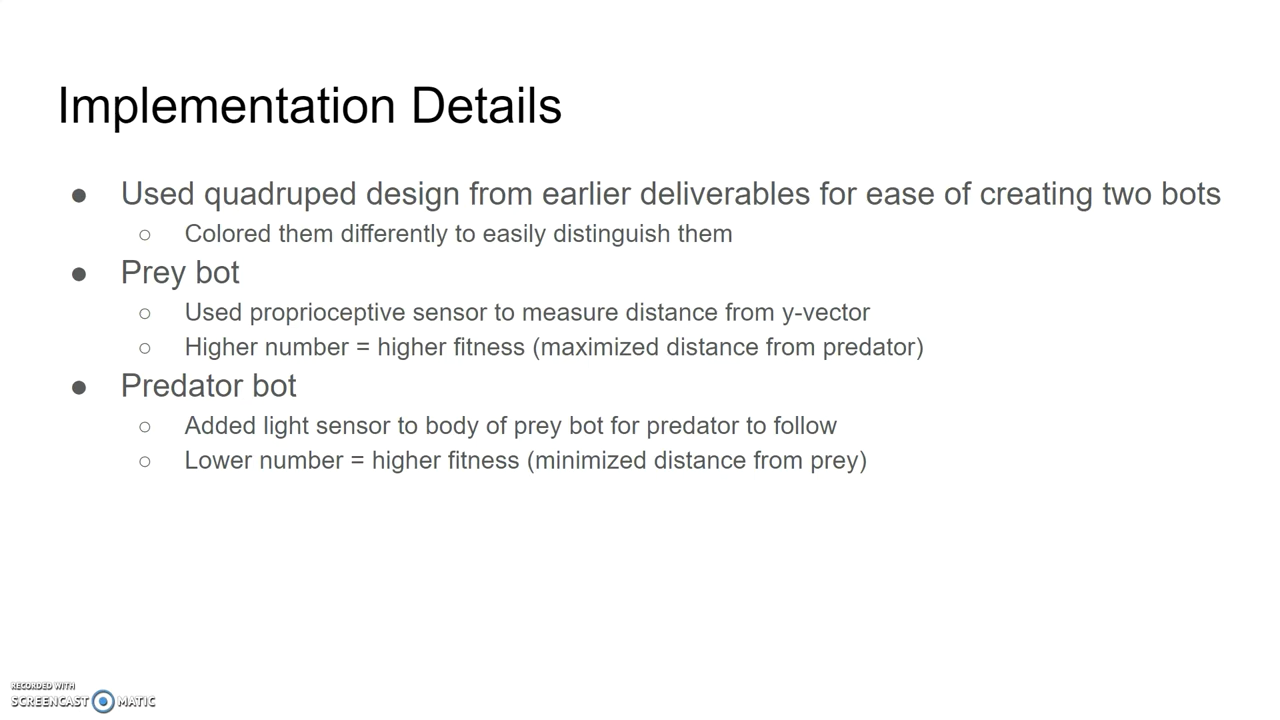 Implementation Details
● Used quadruped design from earlier deliverables for ease of creating two bots
○ Colored them differently to easily distinguish them
● Prey bot
○ Used proprioceptive sensor to measure distance from y-vector
○ Higher number = higher fitness (maximized distance from predator)
● Predator bot
○ Added light sensor to body of prey bot for predator to follow
○ Lower number = higher fitness (minimized distance from prey)
RECORDED WITH
SCREENCAST MATIC